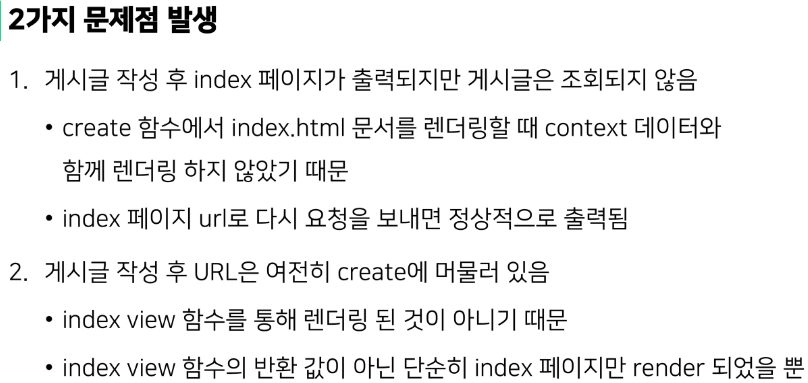 2가지 문제점 발생
1. 게시글 작성 후 index 페이지가 출력되지만 게시글은 조회되지 않음
• create 함수에서 index.html 문서를 렌더링할 때 context 데이터와
함께 렌더링 하지 않았기 때문
• index 페이지 url로 다시 요청을 보내면 정상적으로 출력됨
2. 게시글 작성 후 URL은 여전히 create에 머물러 있음
• index view 함수를 통해 렌더링 된 것이 아니기 때문
• index view 함수의 반환 값이 아닌 단순히 index 페이지만 render 되었을 뿐